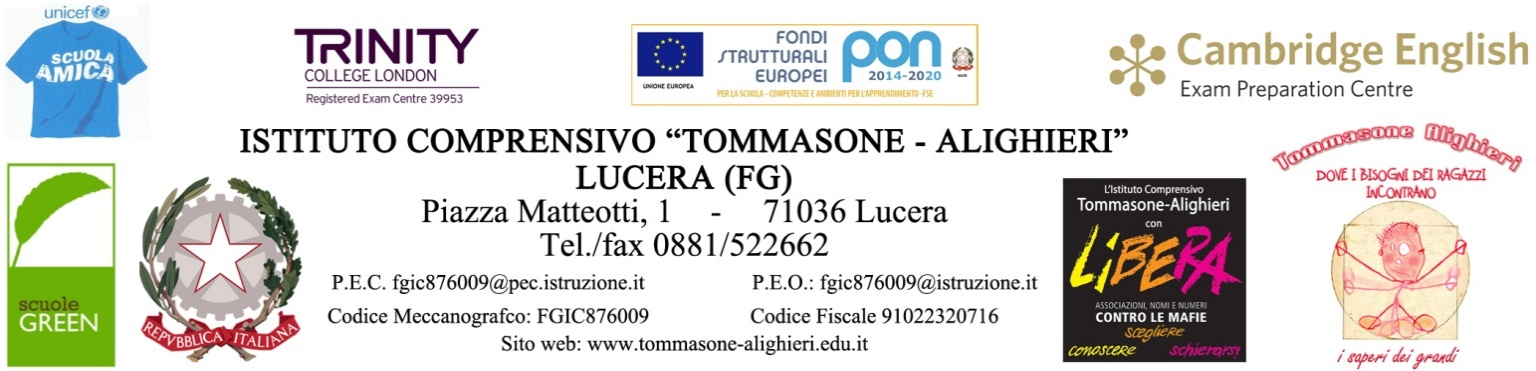 unicef
SCUOLA
AMICA
TRINITY
COLLEGE LONDON
Registered Exam Centre 39953
UNIONE EUROPEA
FONDI
STRUTTURALI
EUROPEI
pon
2014-2020
PER LA SCUOLA - COMPETENZE E AMBIENTI PER L'APPRENDIMENTO - FSE
Cambridge English
Exam Preparation Centre
ISTITUTO COMPRENSIVO “TOMMASONE - ALIGHIERI”
LUCERA (FG)
Piazza Matteotti, 1 - 71036 Lucera
Tel./fax 0881/522662
P.E.C. fgic876009@pec.istruzione.it P.E.O.: fgic876009@istruzione.it
Codice Meccanografco: FGIC876009 Codice Fiscale 91022320716
Sito web: www.tommasone-alighieri.edu.it
scuole
GREEN
REPVBBLICA ITALIANA
L'Istituto Comprensivo
Tommasone-Alighieri
con
LiBERA
ASSOCIAZIONI, NOMI E NUMERI
CONTRO LE MAFIE
scegliere
conoscere schierarsi
Tommasone Alighieri
DOVE I BISOGNI DEI RAGAZZI
INCONTRANO
i saperi dei grandi